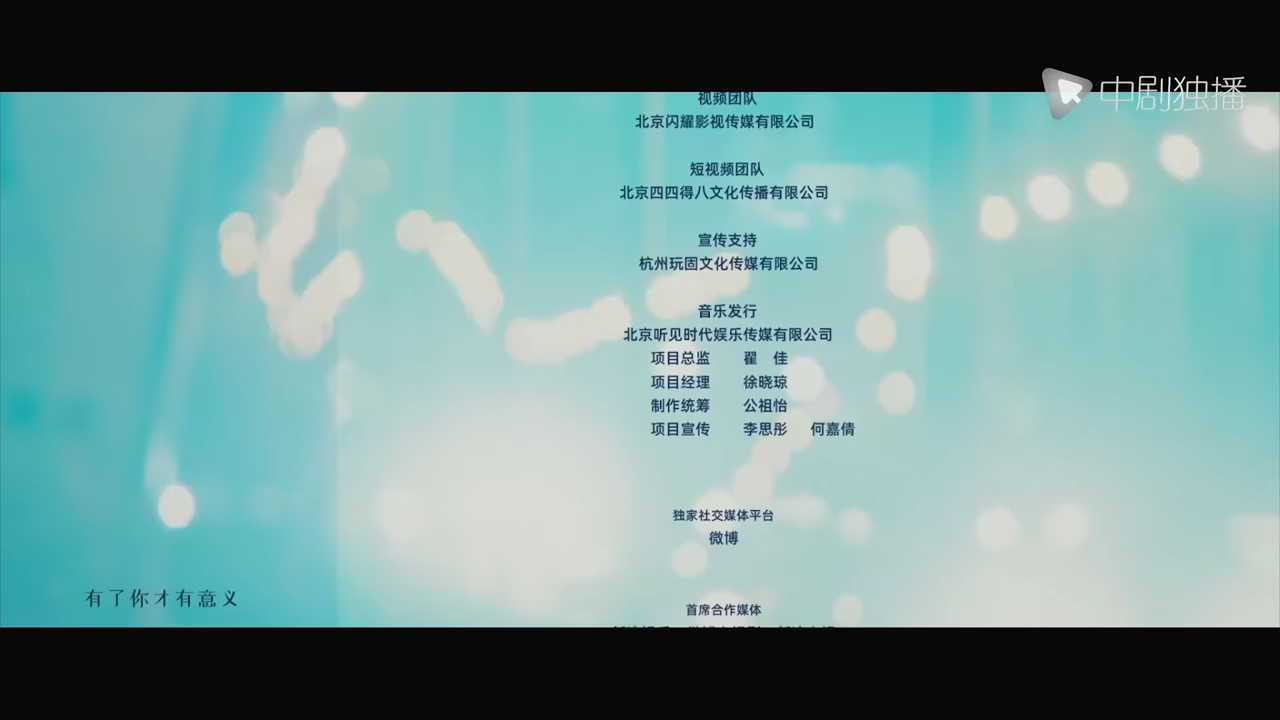 中剧独播
视频团队
北京闪耀影视传媒有限公司
短视频团队
北京四四得八文化传播有限公司
宣传支持
杭州玩固文化传媒有限公司
音乐发行
北京听见时代娱乐传媒有限公司
项目总监 翟 佳
项目经理 徐晓琼
制作统筹 公祖怡
项目宣传 李思彤 何嘉倩
独家社交媒体平台
微博
有了你才有意义
首席合作媒体